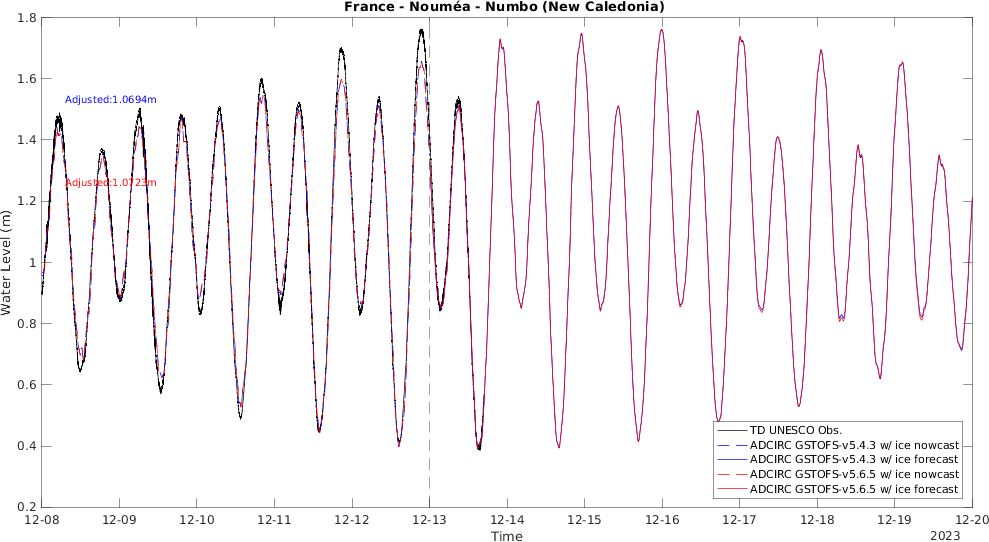 France - Nouméa - Numbo (New Caledonia)
1.8
1.6
1.4
1.2
1
0.8
0.6
0.4
0.2
Water Level (m)
Adjusted:1.0694m
Adjusted:1.0723m
TD UNESCO Obs.
ADCIRC GSTOFS-v5.4.3 w/ ice nowcast
ADCIRC GSTOFS-v5.4.3 w/ ice forecast
ADCIRC GSTOFS-v5.6.5 w/ ice nowcast
ADCIRC GSTOFS-v5.6.5 w/ ice forecast
12-08 12-09 12-10 12-11 12-12 12-13 12-14 12-15 12-16 12-17 12-18 12-19 12-20
Time
2023